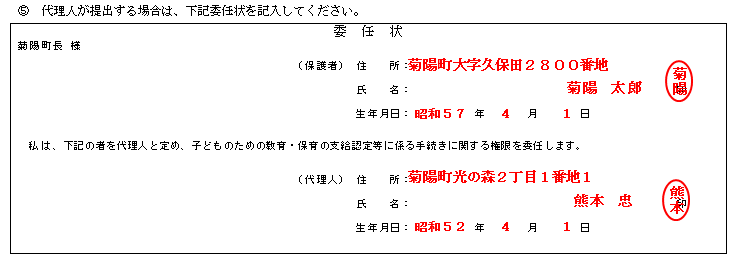 ⑤　代理人が提出する場合は、下記委任状を記入してください。
委　任　状
菊陽町長 様
（保護者） 住　　所：菊陽町大字久保田２８００番地
氏　　名：　菊陽　太郎　菊陽
生年月日：昭和５７ 年 ４ 月 １ 日
私は、下記の者を代理人と定め、子どものための教育・保育の支給認定等に係る手続きに関する権限を委任します。
（代理人） 住　　所：菊陽町光の森２丁目１番地１
氏　　名：　熊本　忠　熊本
生年月日：昭和５２ 年 ４ 月 １ 日